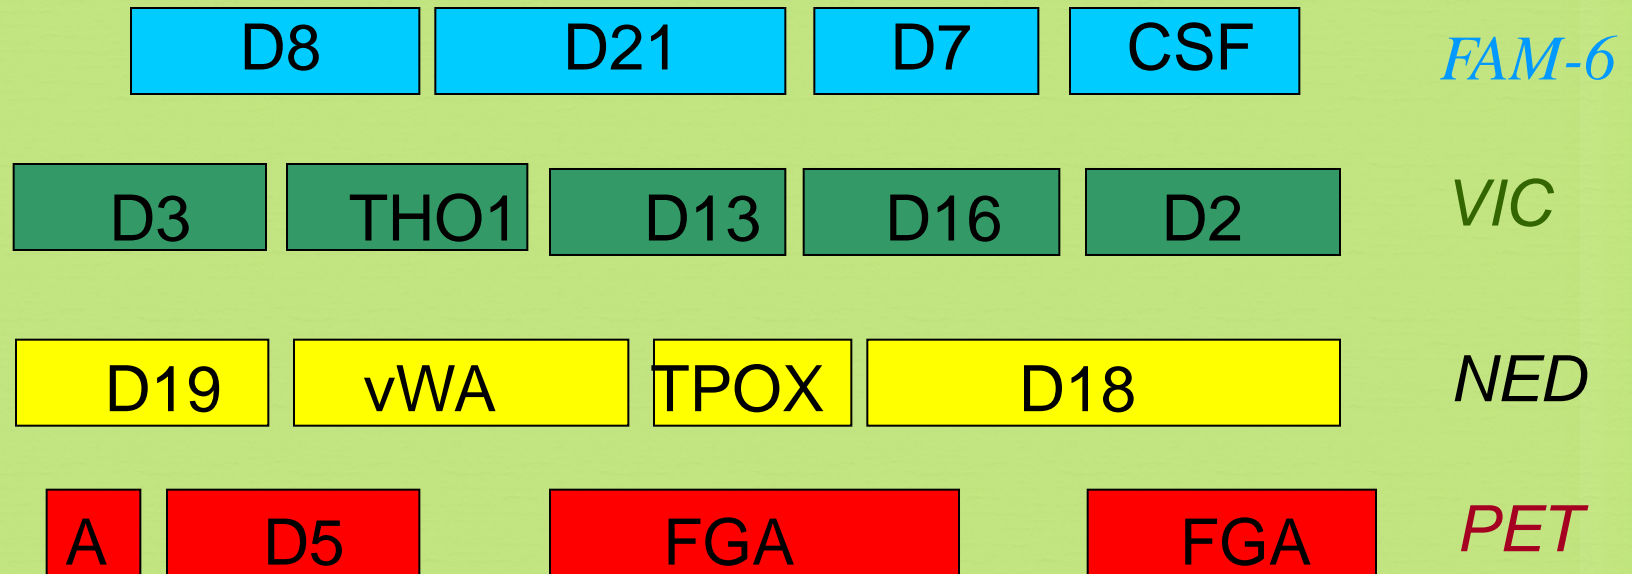 D8 D21 D7 CSF FAM-6
D3 THO1 D13 D16 D2 VIC
D19 vWA TPOX D18 NED
A D5 FGA FGA PET